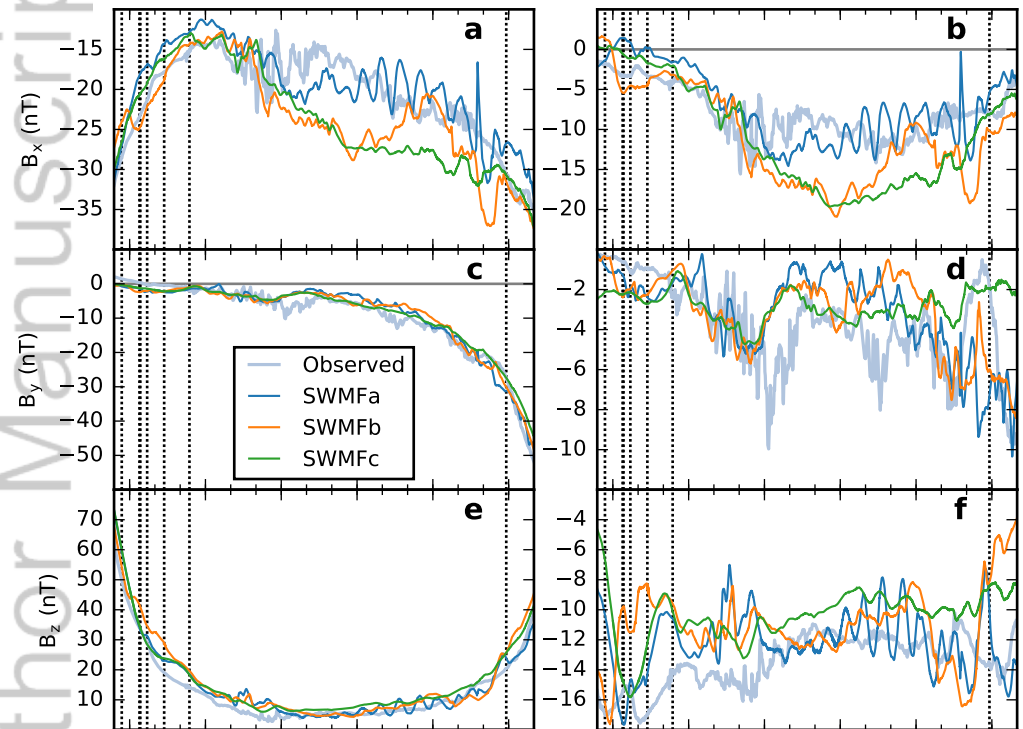 thor Manuscrip
a
−15
−20
−25
−30
−35
Bx (nT)
b
0
−5
−10
−15
−20
c
0
−10
−20
−30
−40
−50
By (nT)
Observed
SWMFa
SWMFb
SWMFc
d
−2
−4
−6
−8
−10
e
70
60
50
40
30
20
10
Bz (nT)
f
−4
−6
−8
−10
−12
−14
−16